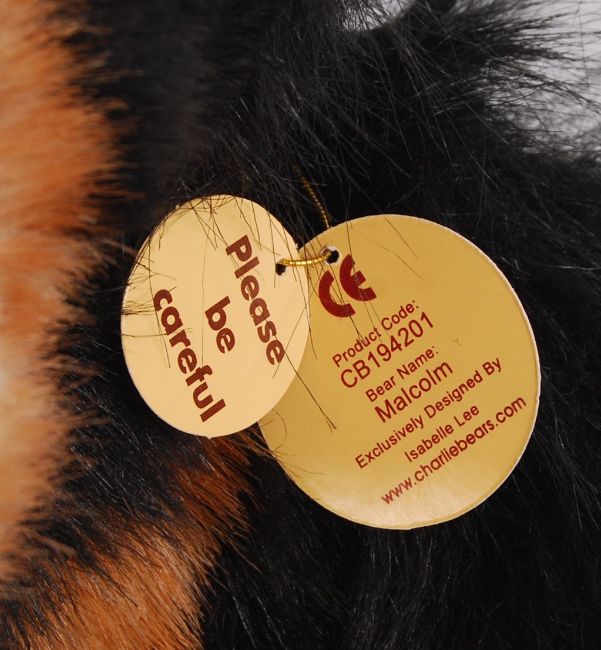 Please
be
careful
CE
Product Code:
CB194201
Bear Name:
Malcolm
Exclusively Designed By
Isabelle Lee
www.charliebears.com